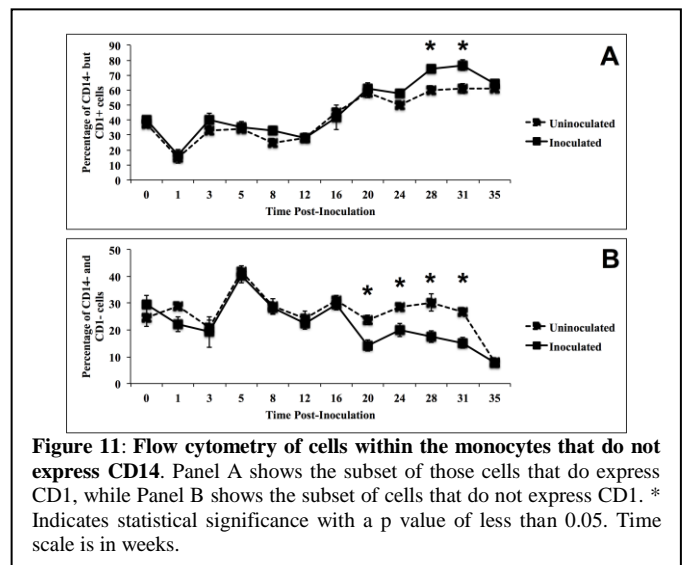 A
Percentage of CD14- but
CD1+ cells
90
80
70
60
50
40
30
20
10
0
* *
0 1 3 5 8 12 16 20 24 28 31 35
Time Post-Inoculation
Uninoculated
Inoculated
B
Percentage of CD14- and
CD1- cells
50
40
30
20
10
0
* * * *
0 1 3 5 8 12 16 20 24 28 31 35
Time Post-Inoculation
Uninoculated
Inoculated
Figure 11: Flow cytometry of cells within the monocytes that do not
express CD14. Panel A shows the subset of those cells that do express
CD1, while Panel B shows the subset of cells that do not express CD1. *
Indicates statistical significance with a p value of less than 0.05. Time
scale is in weeks.